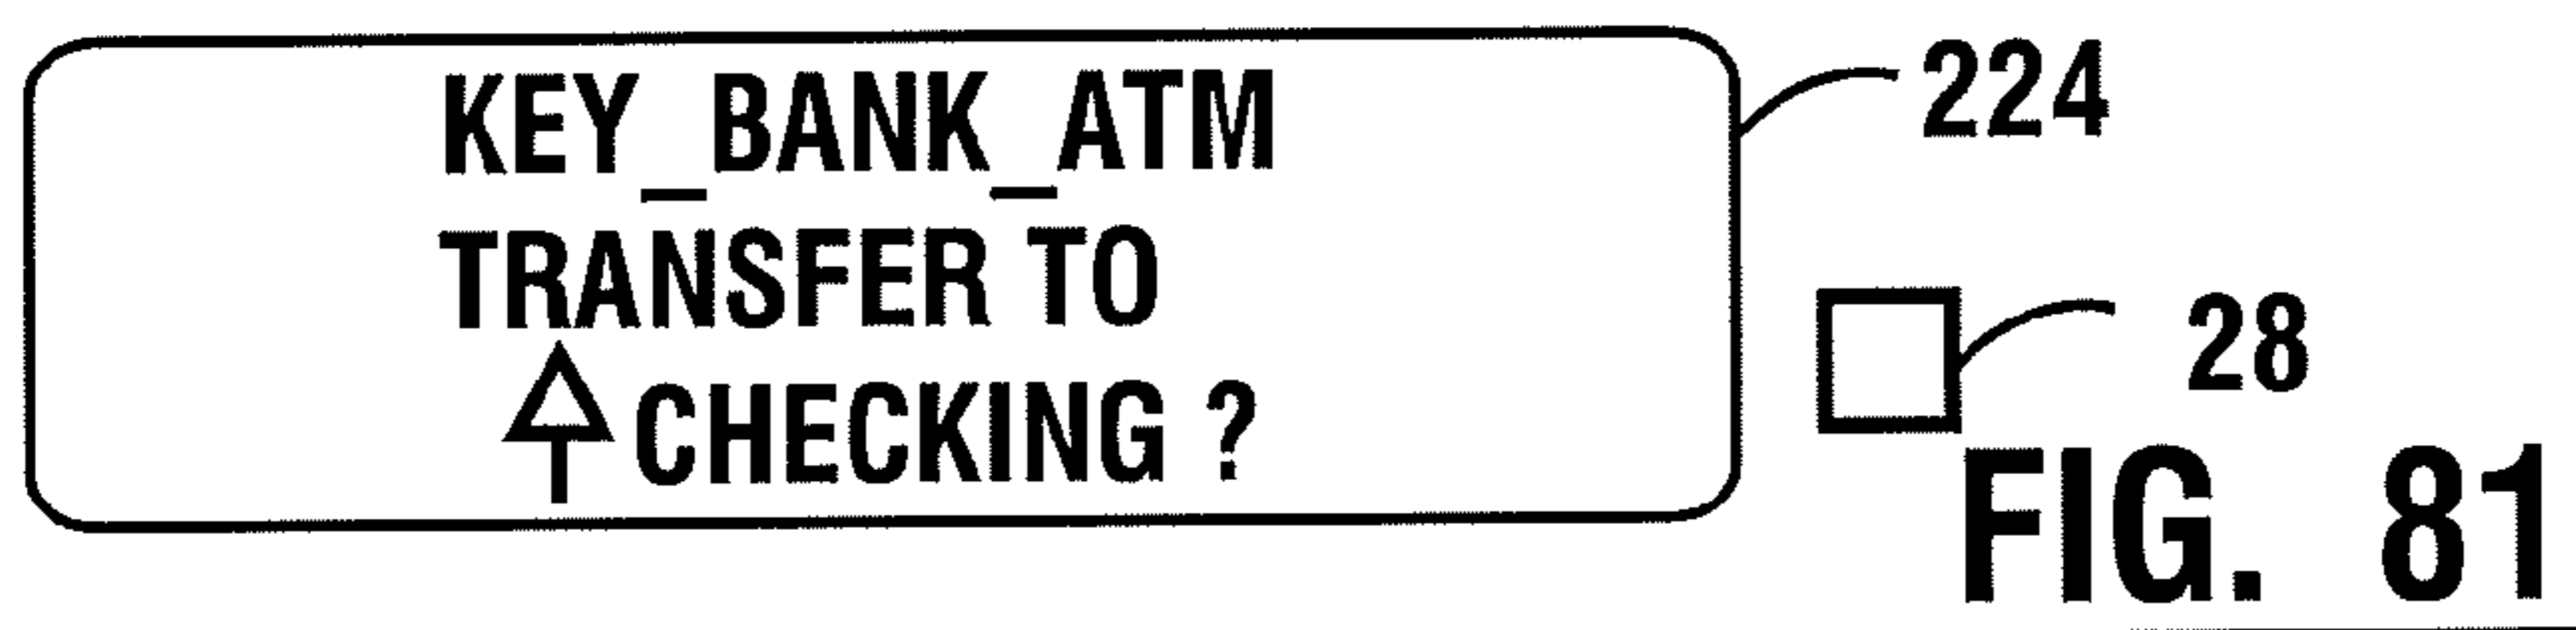 KEY_BANK_ATM
TRANSFER TO
CHECKING ?
224
28
FIG. 81